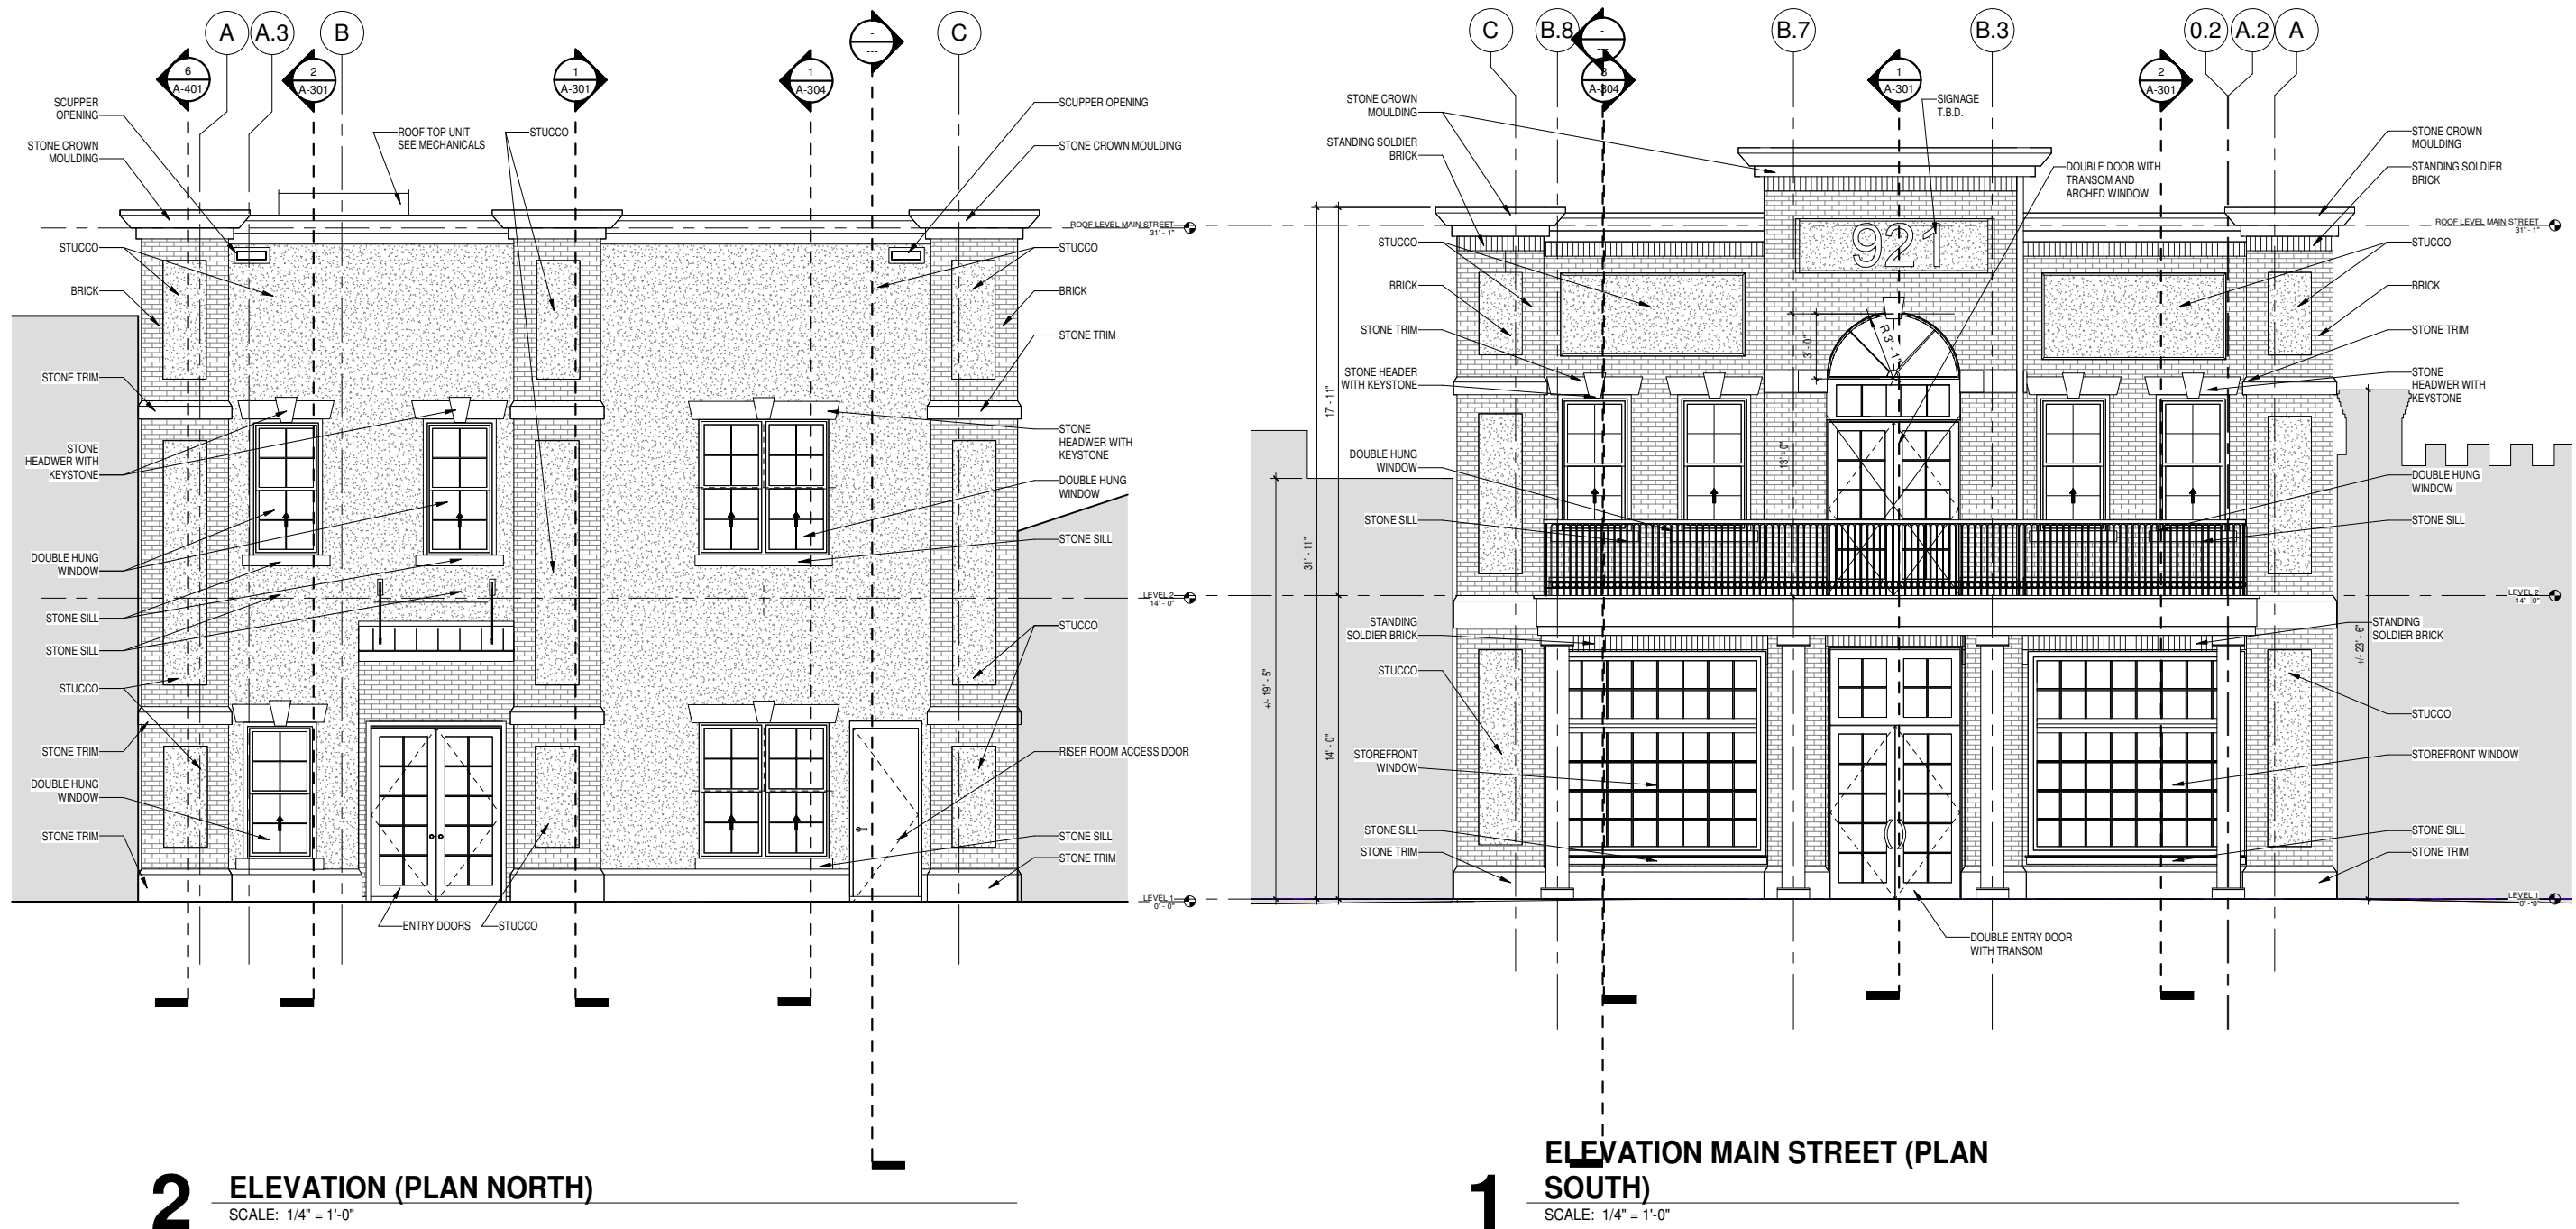 A
A.3
B
-
---
C
6
A-401
2
A-301
1
A-301
1
A-304
SCUPPER
OPENING
STONE CROWN
MOULDING
ROOF TOP UNIT
SEE MECHANICALS
STUCCO
SCUPPER OPENING
STONE CROWN MOULDING
ROOF LEVEL MAIN STREET
31' - 1"
STUCCO
BRICK
STONE TRIM
STONE
HEADWER WITH
KEYSTONE
DOUBLE HUNG
WINDOW
STONE SILL
STONE SILL
STUCCO
STONE TRIM
DOUBLE HUNG
WINDOW
STONE TRIM
STUCCO
BRICK
STONE TRIM
STONE
HEADWER WITH
KEYSTONE
DOUBLE HUNG
WINDOW
STONE SILL
LEVEL 2
14' - 0"
STUCCO
RISER ROOM ACCESS DOOR
STONE SILL
STONE TRIM
LEVEL 1
0' - 0"
ENTRY DOORS
STUCCO
2
ELEVATION (PLAN NORTH)
SCALE: 1/4" = 1'-0"
C
B.8
-
B.7
B.3
0.2
A.2
A
A-304
1
A-301
2
A-301
STONE CROWN
MOULDING
STANDING SOLDIER
BRICK
SIGNAGE
T.B.D.
DOUBLE DOOR WITH
TRANSOM AND
ARCHED WINDOW
STONE CROWN
MOULDING
STANDING SOLDIER
BRICK
ROOF LEVEL MAIN STREET
31' - 1"
921
STUCCO
BRICK
STONE TRIM
STONE HEADER
WITH KEYSTONE
DOUBLE HUNG
WINDOW
STONE SILL
STANDING
SOLDIER BRICK
STUCCO
STOREFRONT
WINDOW
STONE SILL
STONE TRIM
+/- 19' - 5"
31' - 11"
17' - 11"
14' - 0"
13' - 0"
3' - 0"
R 3' - 1"
STUCCO
BRICK
STONE TRIM
STONE
HEADWER WITH
KEYSTONE
DOUBLE HUNG
WINDOW
STONE SILL
LEVEL 2
14' - 0"
STANDING
SOLDIER BRICK
+/- 23' - 6"
STUCCO
STOREFRONT WINDOW
STONE SILL
STONE TRIM
LEVEL 1
0' - 0"
DOUBLE ENTRY DOOR
WITH TRANSOM
1
ELEVATION MAIN STREET (PLAN
SOUTH)
SCALE: 1/4" = 1'-0"